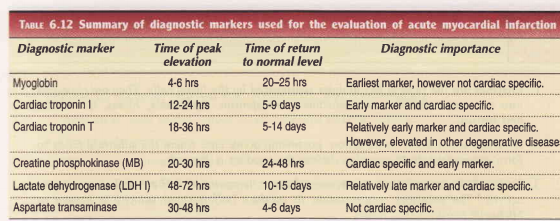 TABLE 6.12 Summary of diagnostic markers used for the evaluation of acute myocardial infarction
Diagnostic marker Time of peak elevation Time of return to normal level Diagnostic importance
Myoglobin 4-6 hrs 20–25 hrs Earliest marker, however not cardiac specific.
Cardiac troponin I 12-24 hrs 5-9 days Early marker and cardiac specific.
Cardiac troponin T 18-36 hrs 5-14 days Relatively early marker and cardiac specific.
However, elevated in other degenerative disease
Creatine phosphokinase (MB) 20-30 hrs 24-48 hrs Cardiac specific and early marker.
Lactate dehydrogenase (LDH I) 48-72 hrs 10-15 days Relatively late marker and cardiac specific.
Aspartate transaminase 30-48 hrs 4-6 days Not cardiac specific.